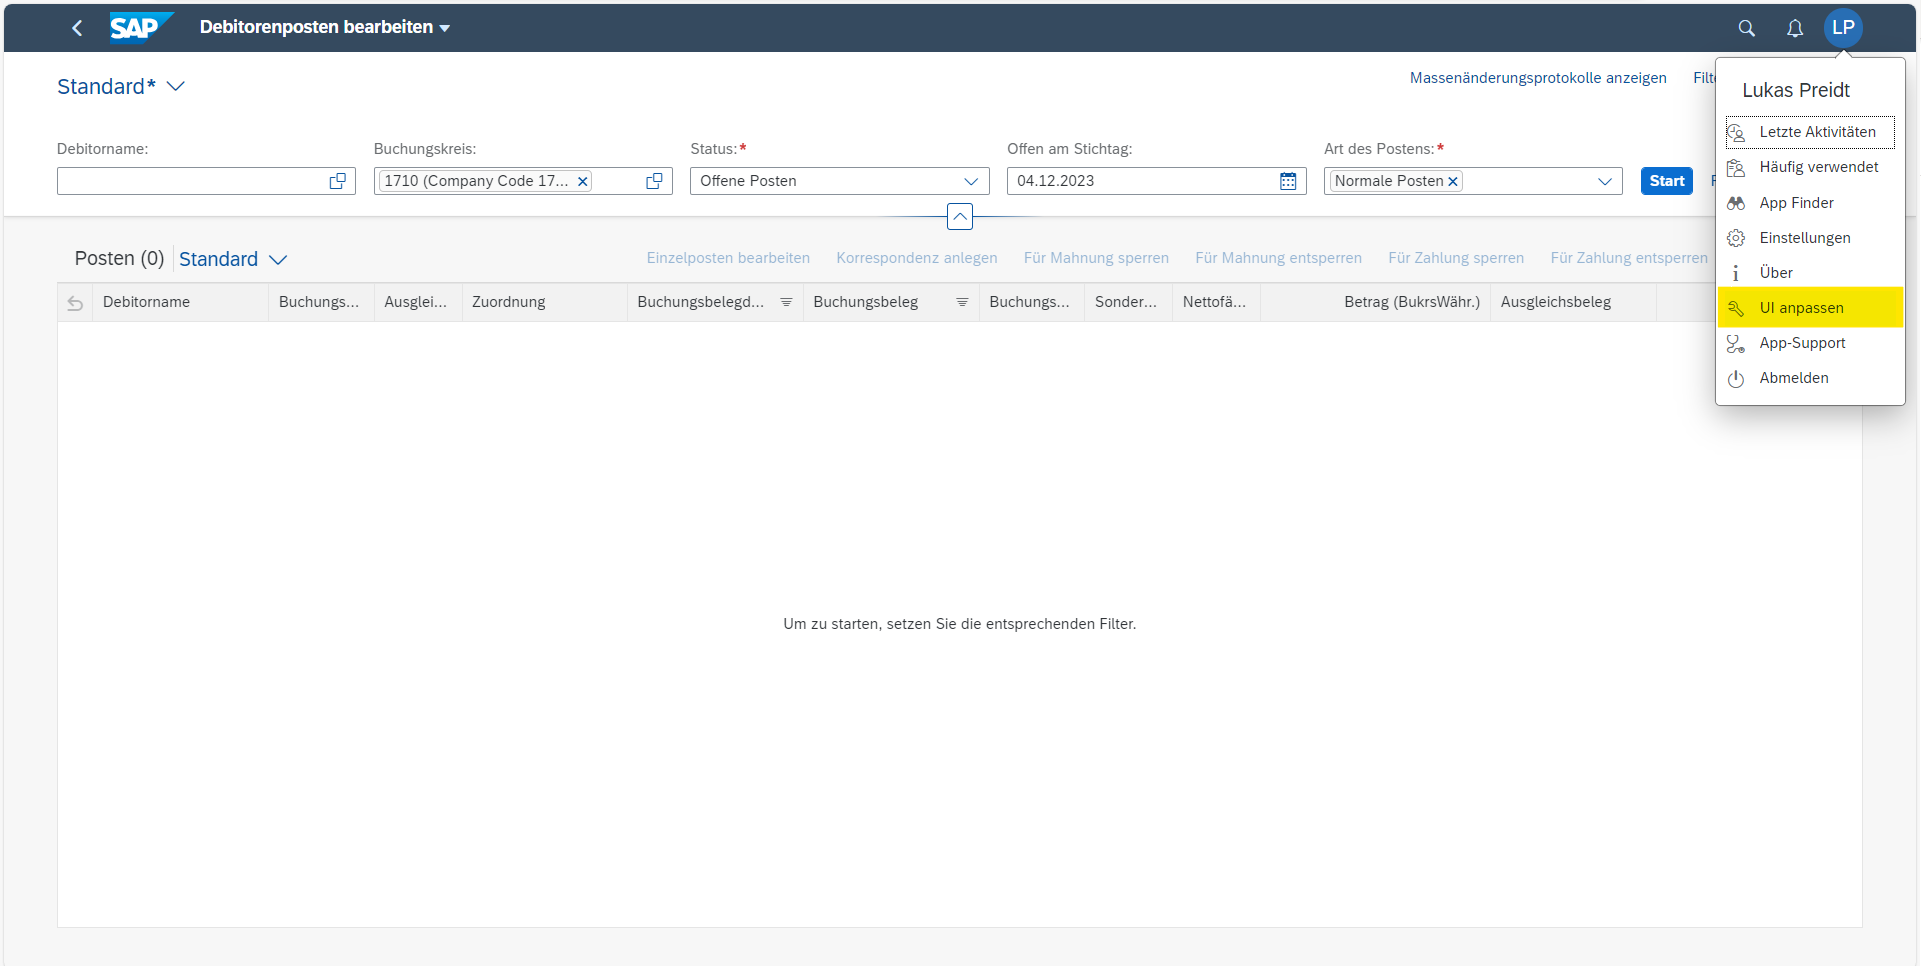 SAP Debitorenposten bearbeiten LP
Standard*
Massenänderungsprotokolle anzeigen
Lukas Preidt
Letzte Aktivitäten
Häufig verwendet
App Finder
Einstellungen
Über
UI anpassen
App-Support
Abmelden
Debitorname: Buchungskreis: Status:* Offen am Stichtag: Art des Postens:*
1710 (Company Code 17... Offene Posten 04.12.2023 Normale Posten Start
Posten (0) Standard Einzelposten bearbeiten Korrespondenz anlegen Für Mahnung sperren Für Mahnung entsperren Für Zahlung sperren Für Zahlung entsperren
Debitorname Buchungs... Ausglei... Zuordnung Buchungsbelegd... Buchungsbeleg Buchungs... Sonder... Nettofä... Betrag (BukrsWähr.) Ausgleichsbeleg
Um zu starten, setzen Sie die entsprechenden Filter.